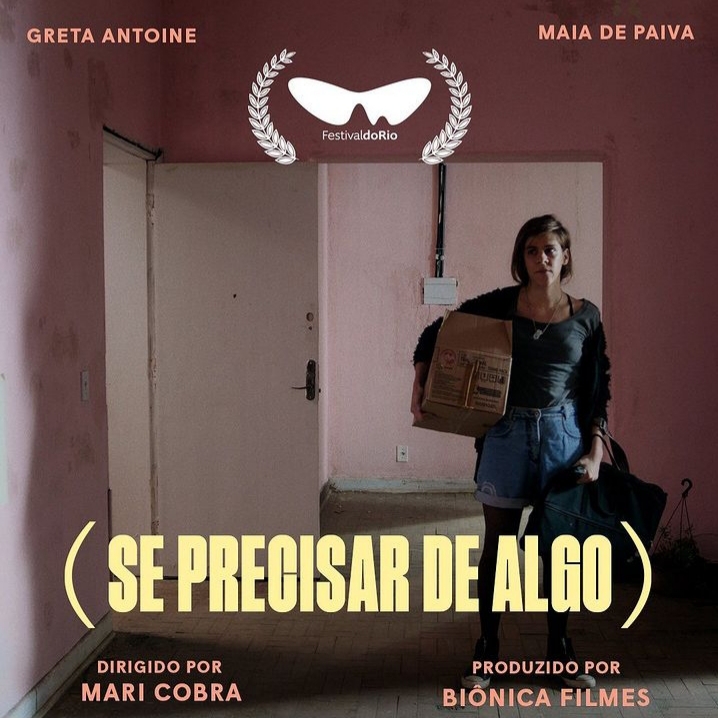 GRETA ANTOINE
MAIA DE PAIVA
FestivaldoRio
(SE PRECISAR DE ALGO)
DIRIGIDO POR
MARI COBRA
PRODUZIDO POR
BIÔNICA FILMES